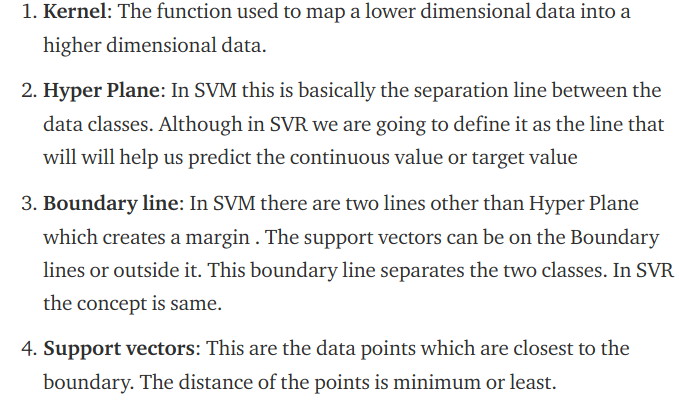 1. Kernel: The function used to map a lower dimensional data into a
higher dimensional data.
2. Hyper Plane: In SVM this is basically the separation line between the
data classes. Although in SVR we are going to define it as the line that
will will help us predict the continuous value or target value
3. Boundary line: In SVM there are two lines other than Hyper Plane
which creates a margin . The support vectors can be on the Boundary
lines or outside it. This boundary line separates the two classes. In SVR
the concept is same.
4. Support vectors: This are the data points which are closest to the
boundary. The distance of the points is minimum or least.